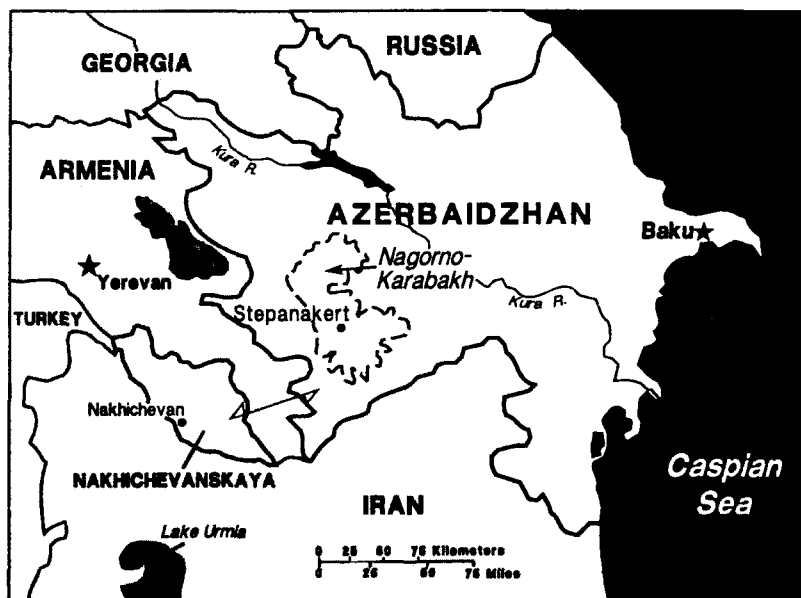 RUSSIA
GEORGIA
Kura R.
ARMENIA
AZERBAIDZHAN
Baku
Nagorno-
Karabakh
Yerevan
Kura R.
Stepanakert
TURKEY
Nakhichevan
NAKHICHEVANSKAYA
Caspian
Sea
IRAN
Lake Urmia
0 25 50 75 Kilometers
0 25 50 75 Miles